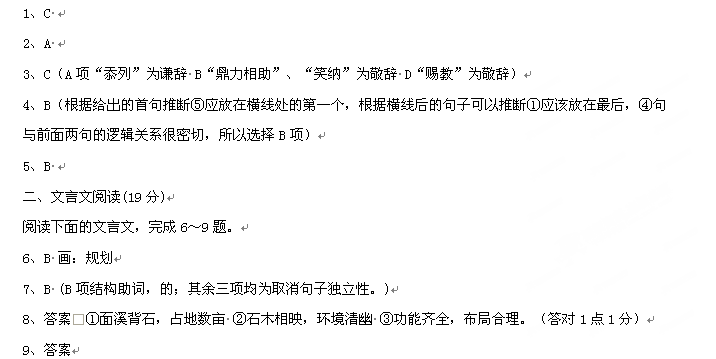 1、C
2、A
3、C（A项“忝列”为谦辞 B“鼎力相助”、“笑纳”为敬辞 D“赐教”为敬辞）
4、B（根据给出的首句推断⑤应放在横线处的第一个，根据横线后的句子可以推断①应该放在最后，④句
与前面两句的逻辑关系很密切，所以选择B项）
5、B
二、文言文阅读(19分)
阅读下面的文言文，完成6～9题。
6、B 画：规划
7、B (B项结构助词，的；其余三项均为取消句子独立性。)
8、答案□①面溪背石，占地数亩 ②石木相映，环境清幽 ③功能齐全，布局合理。（答对1点1分）
9、答案